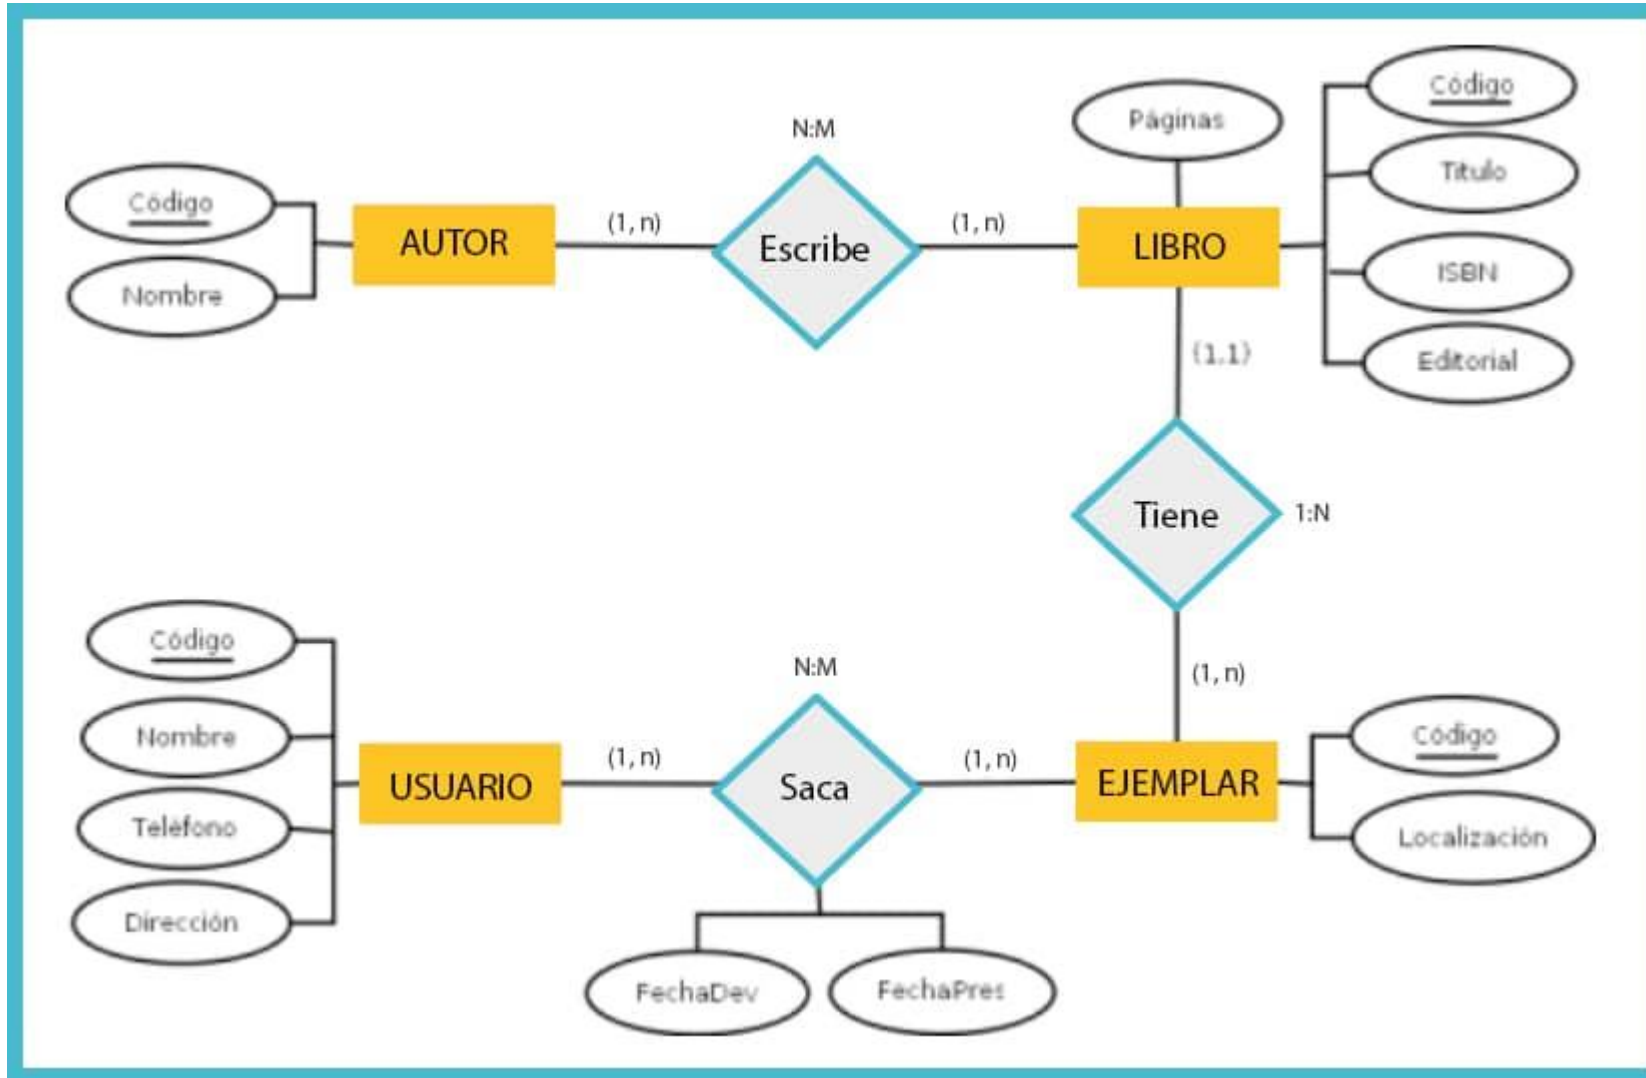 Código
Páginas
N:M
Código
Título
Nombre
AUTOR
(1, n)
Escribe
(1, n)
LIBRO
ISBN
Editorial
(1,1)
Tiene
1:N
(1, n)
Código
Nombre
Teléfono
Dirección
USUARIO
(1, n)
N:M
Saca
(1, n)
EJEMPLAR
Código
Localización
FechaDev
FechaPres